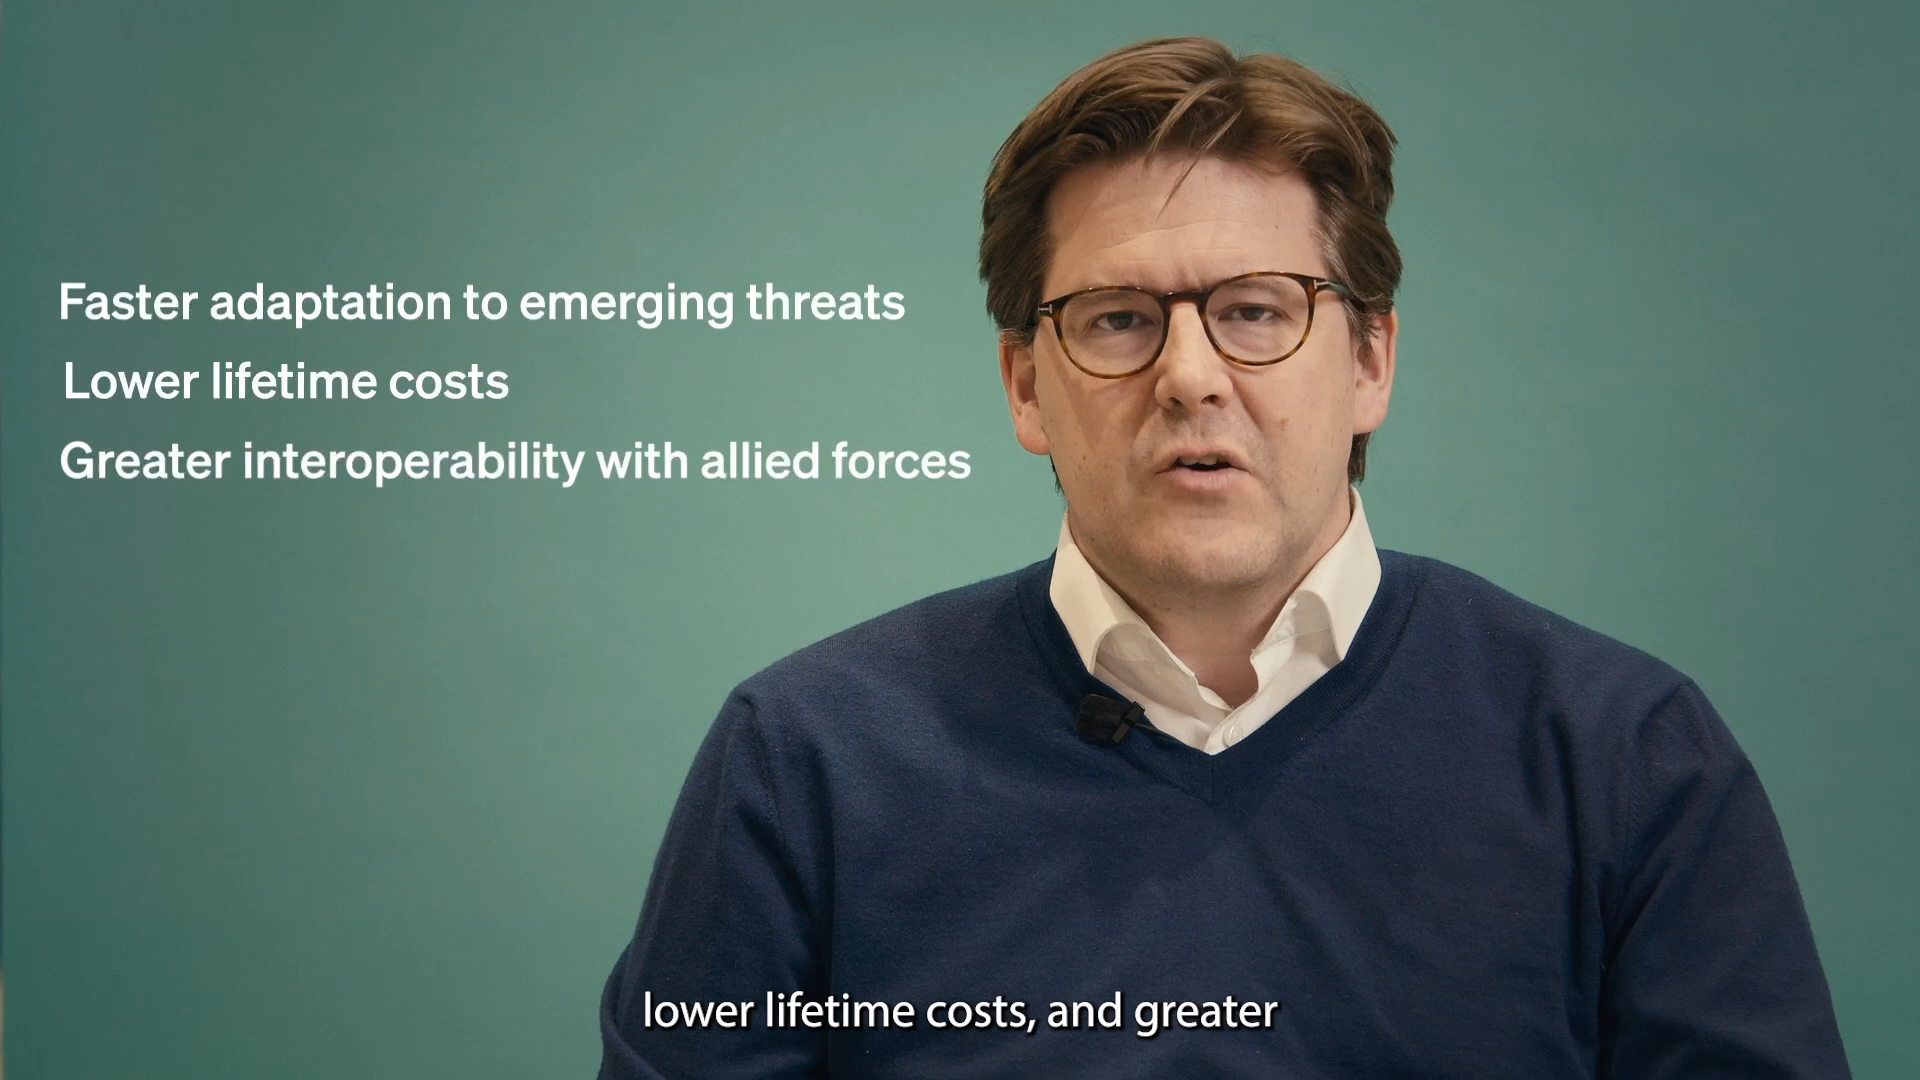 Faster adaptation to emerging threats
Lower lifetime costs
Greater interoperability with allied forces
lower lifetime costs, and greater